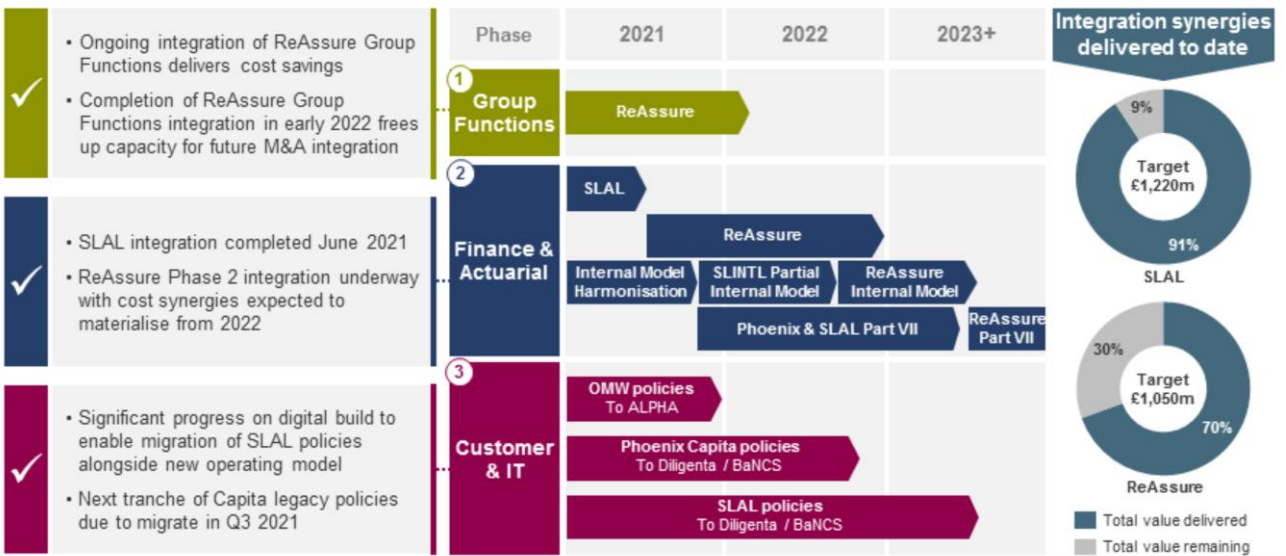 • Ongoing integration of ReAssure Group
Functions delivers cost savings
• Completion of ReAssure Group
Functions integration in early 2022 frees
up capacity for future M&A integration
• SLAL integration completed June 2021
• ReAssure Phase 2 integration underway
with cost synergies expected to
materialise from 2022
• Significant progress on digital build to
enable migration of SLAL policies
alongside new operating model
• Next tranche of Capita legacy policies
due to migrate in Q3 2021
Phase
2021
2022
2023+
1
Group
Functions
ReAssure
2
Finance &
Actuarial
SLAL
ReAssure
Internal Model
Harmonisation
SLINTL Partial
Internal Model
ReAssure
Internal Model
Phoenix & SLAL Part VII
ReAssure
Part VII
3
Customer
& IT
OMW policies
To ALPHA
Phoenix Capita policies
To Diligenta / BaNCS
SLAL policies
To Diligenta / BaNCS
Integration synergies
delivered to date
9%
Target
£1,220m
91%
SLAL
30%
Target
£1,050m
70%
ReAssure
Total value delivered
Total value remaining